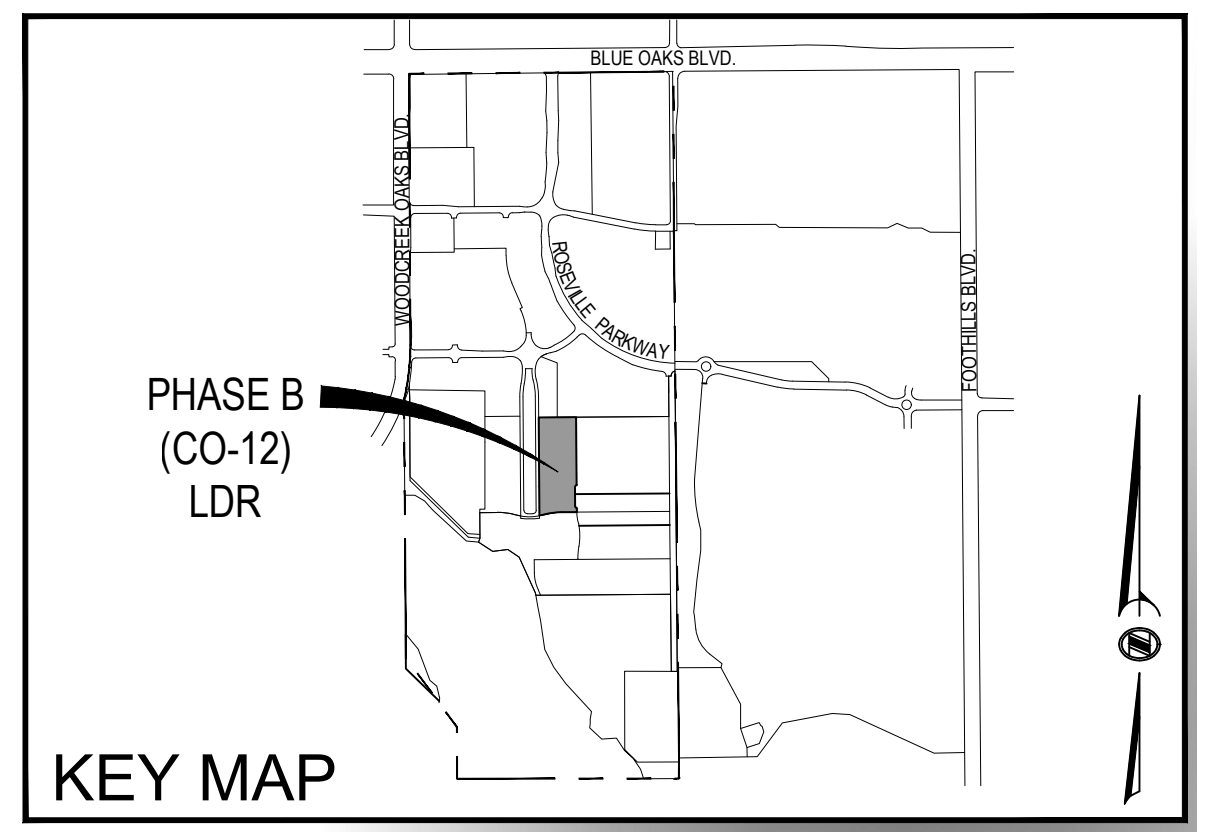 BLUE OAKS BLVD.
WOODCREEK OAKS BLVD.
ROSEVILLE PARKWAY
FOOTHILLS BLVD.
PHASE B
(CO-12)
LDR
KEY MAP